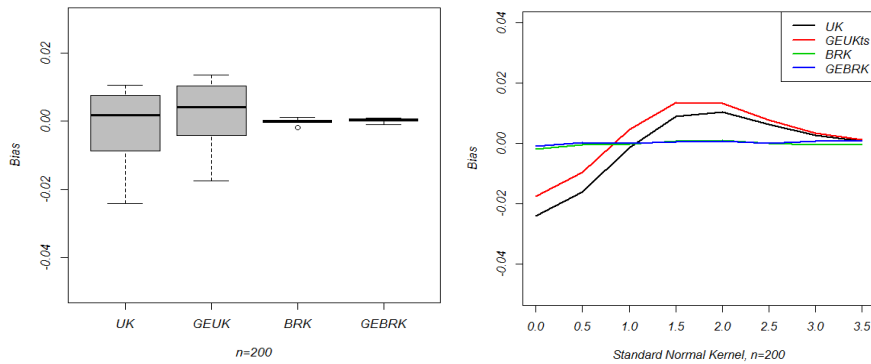 Bias
0.02
0.00
-0.02
-0.04
UK
GEUK
BRK
GEBRK
n=200
Bias
0.04
0.02
0.00
-0.02
-0.04
UK
GEUKts
BRK
GEBRK
0.0 0.5 1.0 1.5 2.0 2.5 3.0 3.5
Standard Normal Kernel, n=200